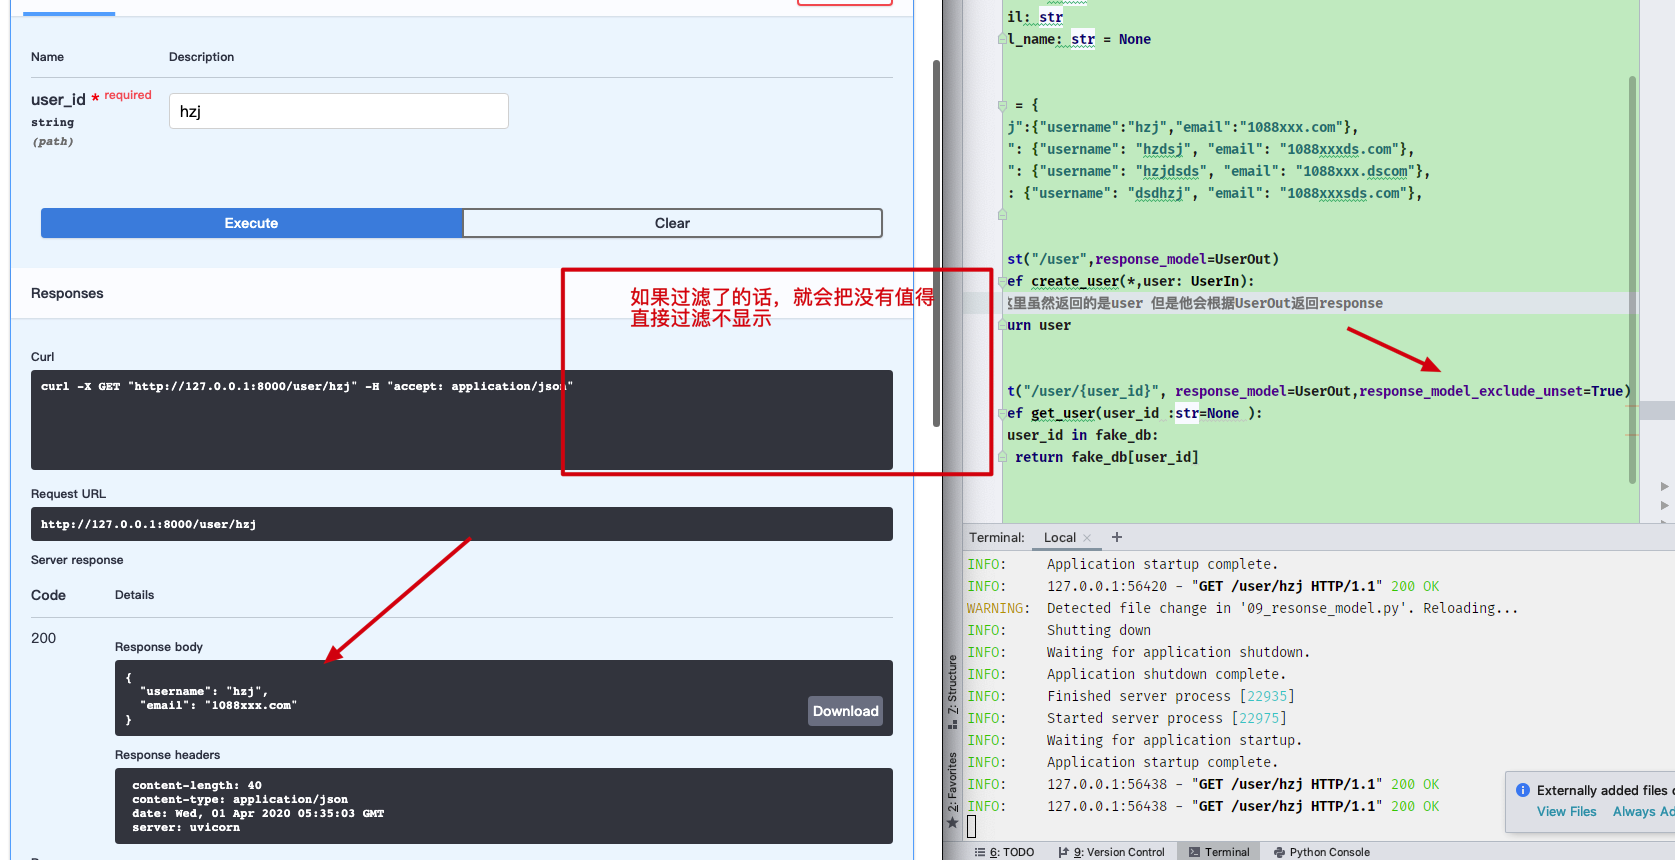 Name Description
user_id * required
string
(path)
hzj
Execute Clear
Responses
如果过滤了的话，就会把没有值得
直接过滤不显示
Curl
curl -X GET "http://127.0.0.1:8000/user/hzj" -H "accept: application/json"
Request URL
http://127.0.0.1:8000/user/hzj
Server response
Code Details
200
Response body
{
"username": "hzj",
"email": "1088xxx.com"
}
Download
Response headers
content-length: 40
content-type: application/json
date: Wed, 01 Apr 2020 05:35:03 GMT
server: uvicorn
il: str
l_name: str = None
= {
j":{"username":"hzj","email":"1088xxx.com"},
": {"username": "hzdsj", "email": "1088xxxds.com"},
": {"username": "hzjdsds", "email": "1088xxx.dscom"},
: {"username": "dsdhzj", "email": "1088xxxsds.com"},
st("/user",response_model=UserOut)
ef create_user(*,user: UserIn):
这里虽然返回的是user 但是他会根据UserOut返回response
urn user
t("/user/{user_id}", response_model=UserOut,response_model_exclude_unset=True)
ef get_user(user_id :str=None ):
user_id in fake_db:
return fake_db[user_id]
Terminal: Local × +
INFO: Application startup complete.
INFO: 127.0.0.1:56420 - "GET /user/hzj HTTP/1.1" 200 OK
WARNING: Detected file change in '09_resonse_model.py'. Reloading...
INFO: Shutting down
INFO: Waiting for application shutdown.
INFO: Application shutdown complete.
INFO: Finished server process [22935]
INFO: Started server process [22975]
INFO: Waiting for application startup.
INFO: Application startup complete.
INFO: 127.0.0.1:56438 - "GET /user/hzj HTTP/1.1" 200 OK
INFO: 127.0.0.1:56438 - "GET /user/hzj HTTP/1.1" 200 OK
7: Structure
2: Favorites
Externally added files
View Files Always Ad
6: TODO 9: Version Control Terminal Python Console